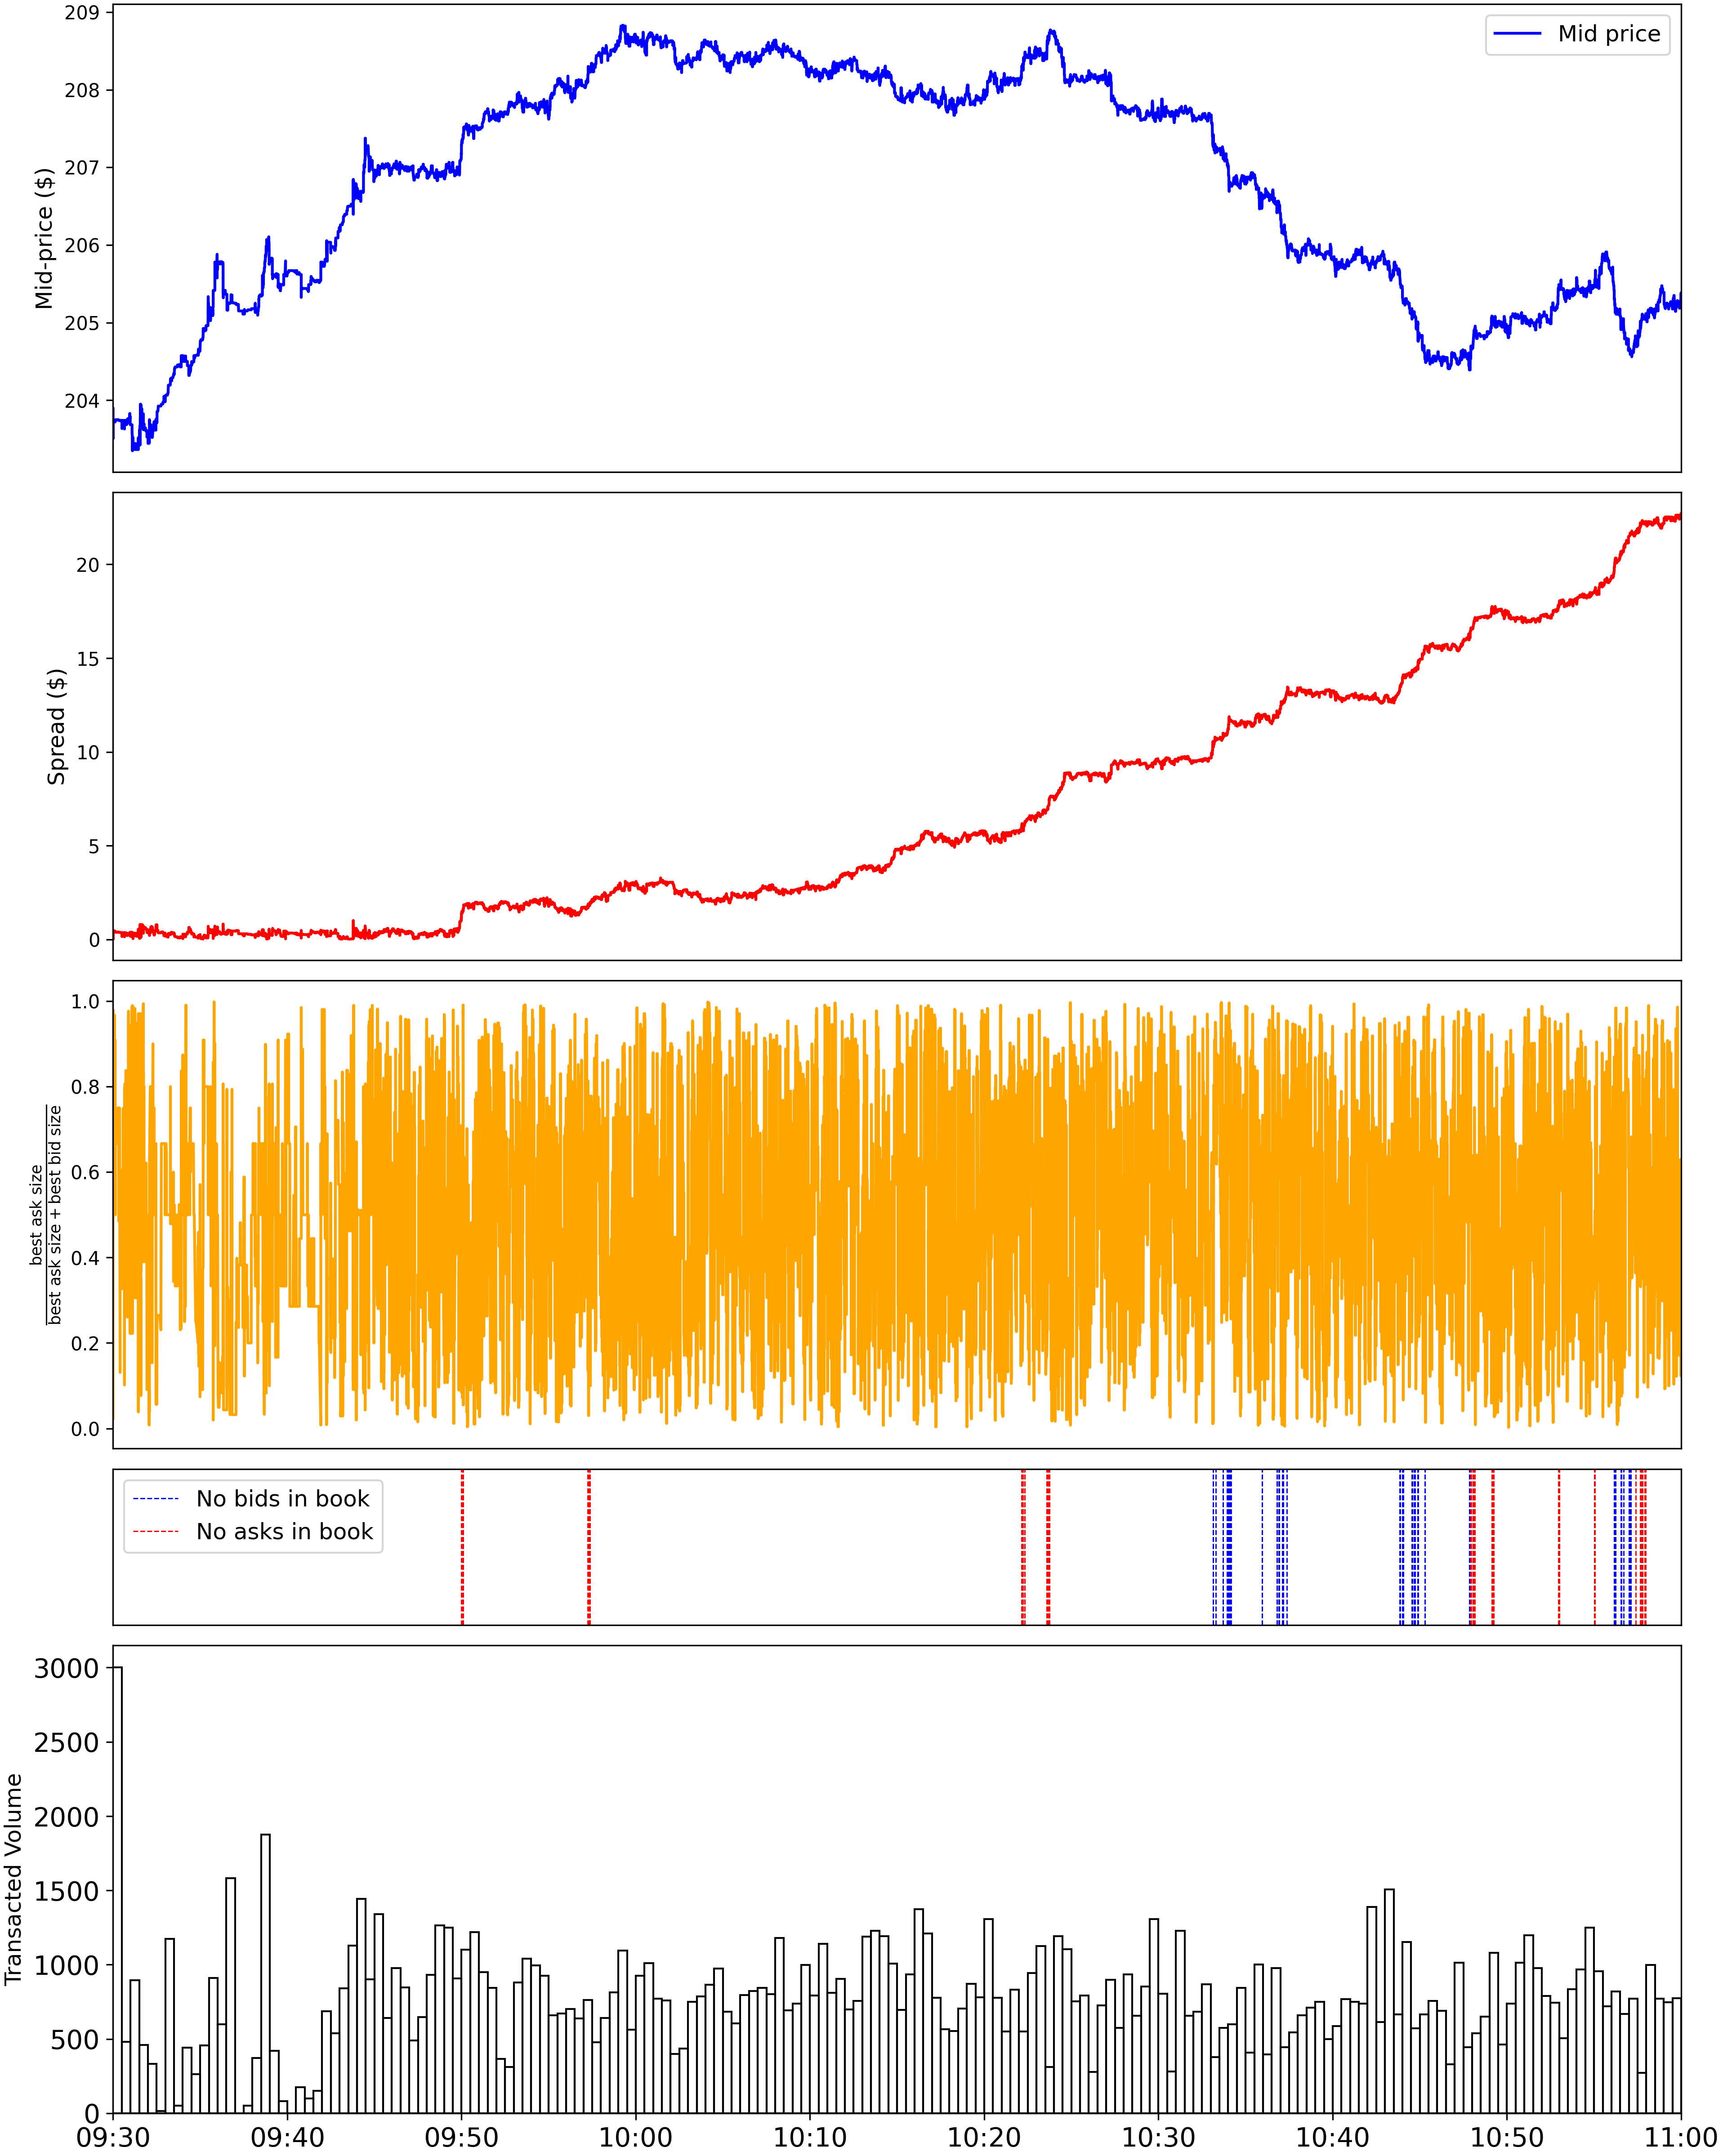 209
208
207
206
205
204
Mid-price ($)
Mid price
20
15
10
5
0
Spread ($)
1.0
0.8
0.6
0.4
0.2
0.0
best ask size
best ask size + best bid size
No bids in book
No asks in book
3000
2500
2000
1500
1000
500
0
Transacted Volume
09:30 09:40 09:50 10:00 10:10 10:20 10:30 10:40 10:50 11:00